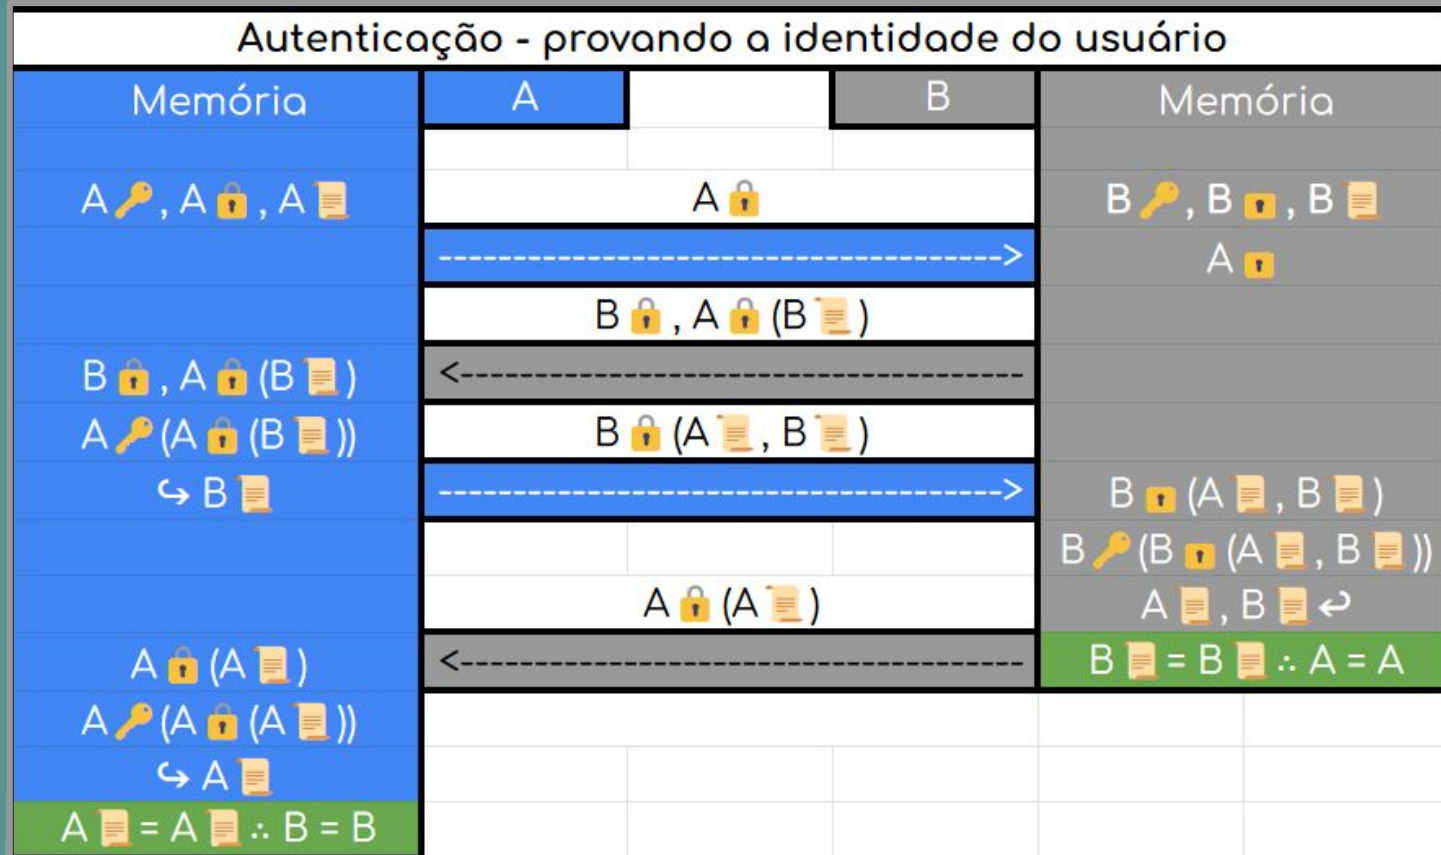 Autenticação - provando a identidade do usuário
Memória A B Memória
A🔑, A🔒, A📜 A🔒 B🔑, B🔒, B📜
--------------------------------------> A🔒
B🔒, A🔒(B📜)
B🔒, A🔒(B📜) <--------------------------------------
A🔑(A🔒(B📜)) B🔒(A📜, B📜)
↪ B📜 --------------------------------------> B🔒(A📜, B📜)
B🔑(B🔒(A📜, B📜))
A🔒(A📜) A📜, B📜 ↩
A🔒(A📜) <-------------------------------------- B📜 = B📜 ∴ A = A
A🔑(A🔒(A📜))
↪ A📜
A📜 = A📜 ∴ B = B